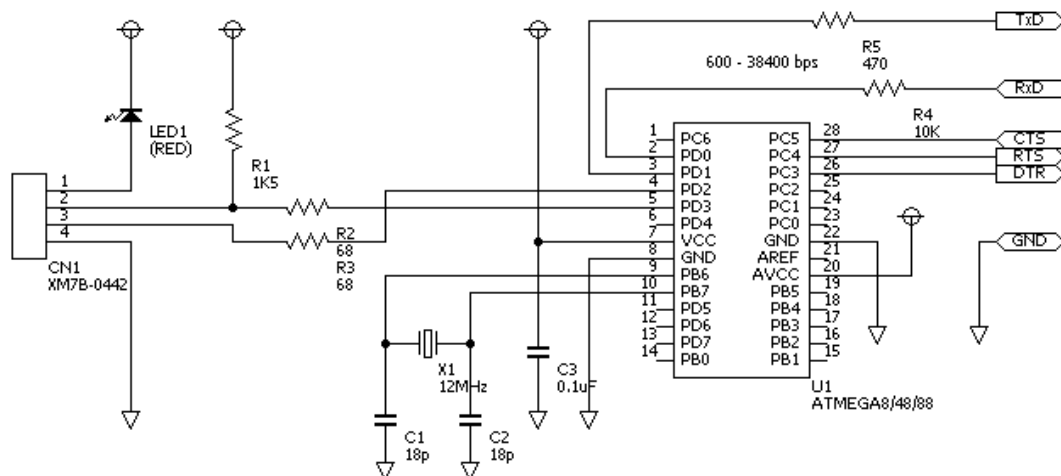 TxD
R5
470
600 - 38400 bps
RxD
R4
10K
LED1
(RED)
R1
1K5
1
2
3
4
CN1
XM7B-0442
R2
68
R3
68
X1
12MHz
C1
18p
C2
18p
C3
0.1uF
1 PC6 PC5 28 CTS
2 PD0 PC4 27 RTS
3 PD1 PC3 26 DTR
4 PD2 PC2 25
5 PD3 PC1 24
6 PD4 PC0 23
7 VCC GND 22 GND
8 GND AREF 21
9 PB6 AVCC 20
10 PB7 PB5 19
11 PD5 PB4 18
12 PD6 PB3 17
13 PD7 PB2 16
14 PB0 PB1 15
U1
ATMEGA8/48/88